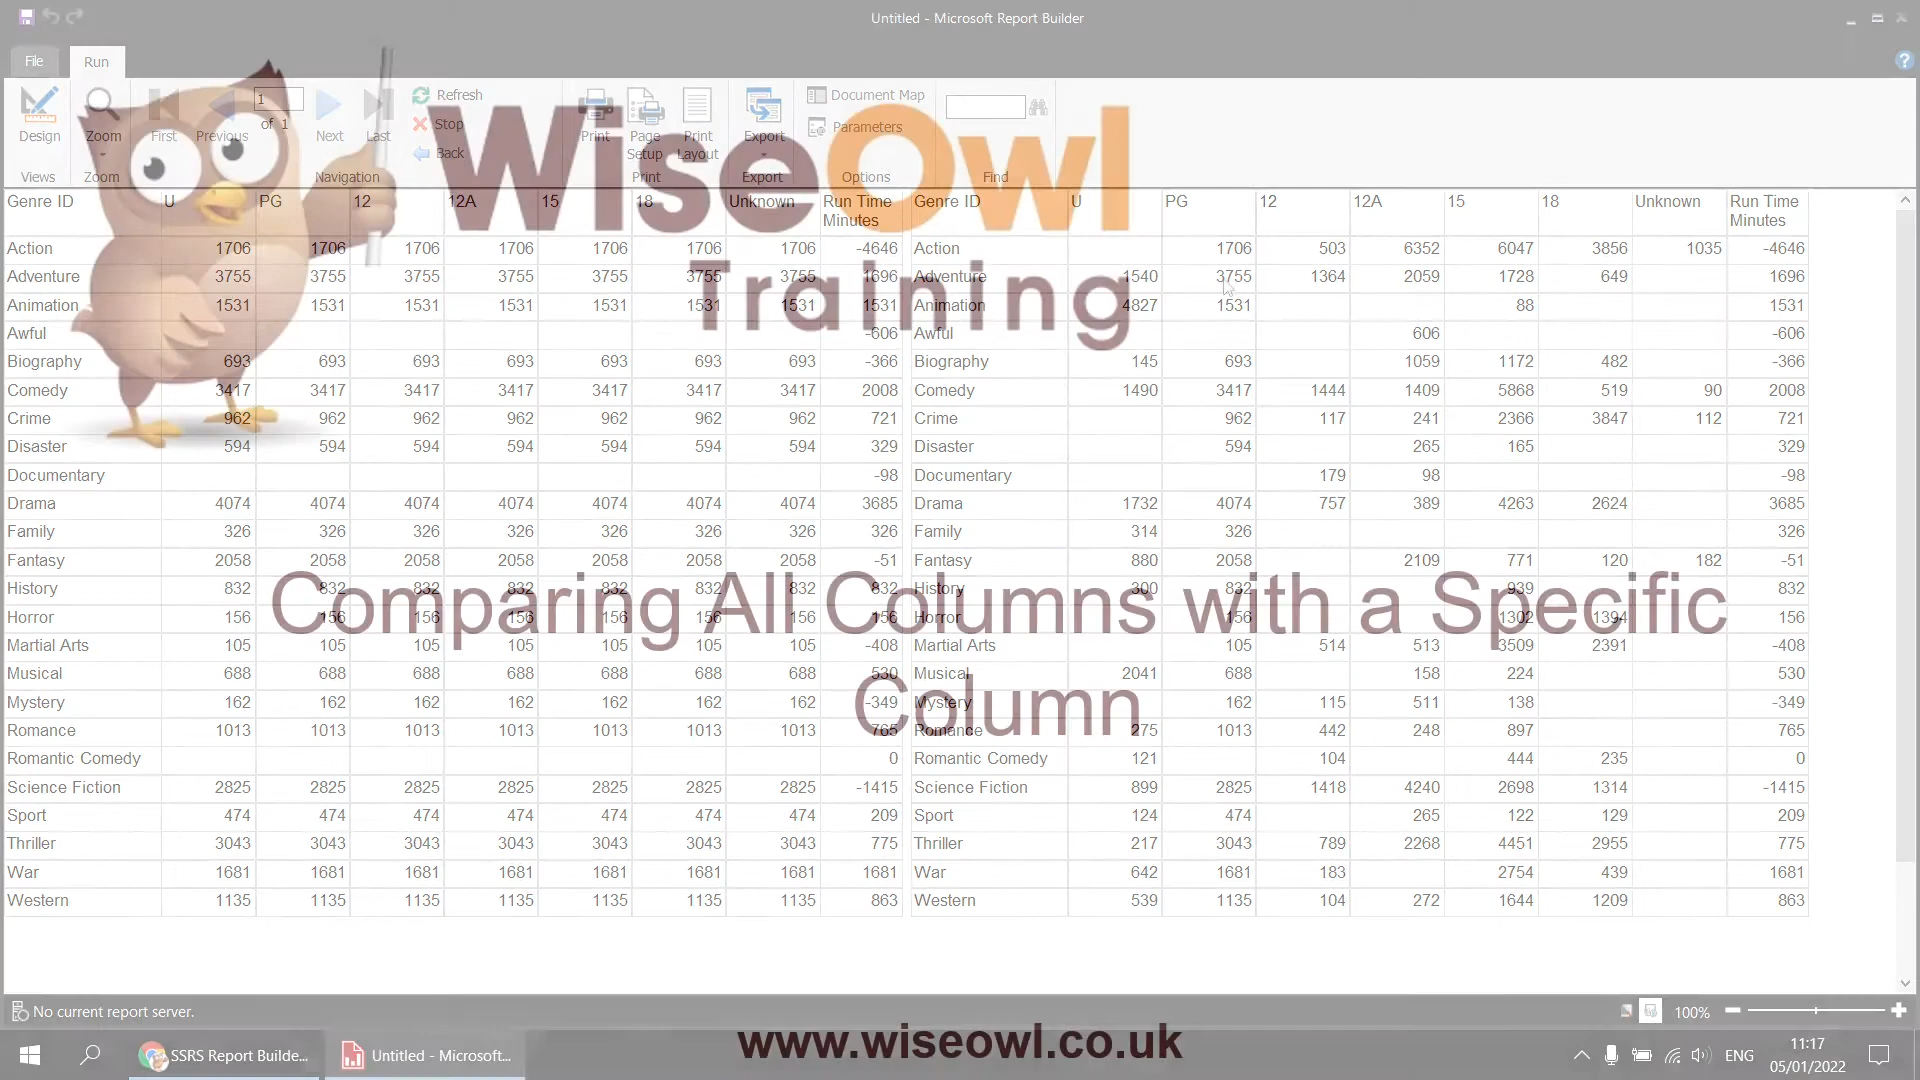 Untitled - Microsoft Report Builder
File Run
Design Zoom First Previous 1 of 1 Next Last Refresh Stop Back Print Page Setup Print Layout Export Document Map Parameters
Views Zoom Navigation Print Export Options Find
WiseOwl
Training
Genre ID U PG 12 12A 15 18 Unknown Run Time Minutes Genre ID U PG 12 12A 15 18 Unknown Run Time Minutes
Action 1706 1706 1706 1706 1706 1706 1706 -4646 Action 1706 503 6352 6047 3856 1035 -4646
Adventure 3755 3755 3755 3755 3755 3755 3755 1696 Adventure 1540 3755 1364 2059 1728 649 1696
Animation 1531 1531 1531 1531 1531 1531 1531 1531 Animation 4827 1531 88 1531
Awful -606 Awful 606 -606
Biography 693 693 693 693 693 693 693 -366 Biography 145 693 1059 1172 482 -366
Comedy 3417 3417 3417 3417 3417 3417 3417 2008 Comedy 1490 3417 1444 1409 5868 519 90 2008
Crime 962 962 962 962 962 962 962 721 Crime 962 117 241 2366 3847 112 721
Disaster 594 594 594 594 594 594 594 329 Disaster 594 265 165 329
Documentary -98 Documentary 179 98 -98
Drama 4074 4074 4074 4074 4074 4074 4074 3685 Drama 1732 4074 757 389 4263 2624 3685
Family 326 326 326 326 326 326 326 326 Family 314 326 326
Fantasy 2058 2058 2058 2058 2058 2058 2058 -51 Fantasy 880 2058 2109 771 120 182 -51
History 832 832 832 832 832 832 832 832 History 300 832 939 832
Horror 156 156 156 156 156 156 156 156 Horror 156 1302 1394 156
Martial Arts 105 105 105 105 105 105 105 -408 Martial Arts 105 514 513 3509 2391 -408
Musical 688 688 688 688 688 688 688 530 Musical 2041 688 158 224 530
Mystery 162 162 162 162 162 162 162 -349 Mystery 162 115 511 138 -349
Romance 1013 1013 1013 1013 1013 1013 1013 765 Romance 275 1013 442 248 897 765
Romantic Comedy 0 Romantic Comedy 121 104 444 235 0
Science Fiction 2825 2825 2825 2825 2825 2825 2825 -1415 Science Fiction 899 2825 1418 4240 2698 1314 -1415
Sport 474 474 474 474 474 474 474 209 Sport 124 474 265 122 129 209
Thriller 3043 3043 3043 3043 3043 3043 3043 775 Thriller 217 3043 789 2268 4451 2955 775
War 1681 1681 1681 1681 1681 1681 1681 1681 War 642 1681 183 2754 439 1681
Western 1135 1135 1135 1135 1135 1135 1135 863 Western 539 1135 104 272 1644 1209 863
Comparing All Columns with a Specific
Column
No current report server.
100%
SSRS Report Builde...
Untitled - Microsoft...
www.wiseowl.co.uk
ENG
11:17
05/01/2022